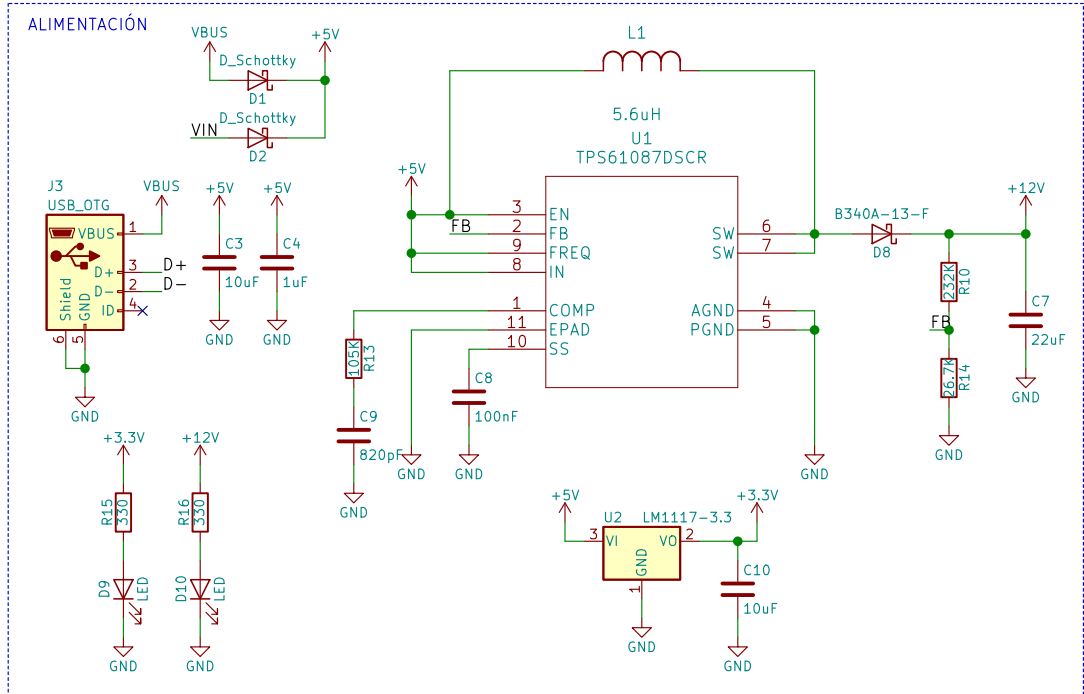 ALIMENTACIÓN
VBUS
+5V
D_Schottky
D1
D_Schottky
VIN
D2
L1
5.6uH
U1
TPS61087DSCR
+5V
3 EN
2 FB
9 FREQ
8 IN
1 COMP
11 EPAD
10 SS
SW 6
SW 7
AGND 4
PGND 5
FB
J3
USB_OTG
VBUS
VBUS 1
D+ 3
D+
D- 2
D-
ID 4
Shield
GND
6
5
GND
+5V
C3
10uF
GND
+5V
C4
1uF
GND
B340A-13-F
D8
+12V
232K
R10
FB
26.7K
R14
GND
C7
22uF
GND
105K
R13
C9
820pF
GND
GND
C8
100nF
GND
GND
+3.3V
R15
330
D9
LED
GND
+12V
R16
330
D10
LED
GND
+5V
U2
LM1117-3.3
+3.3V
3 VI
VO 2
GND
1
GND
C10
10uF
GND